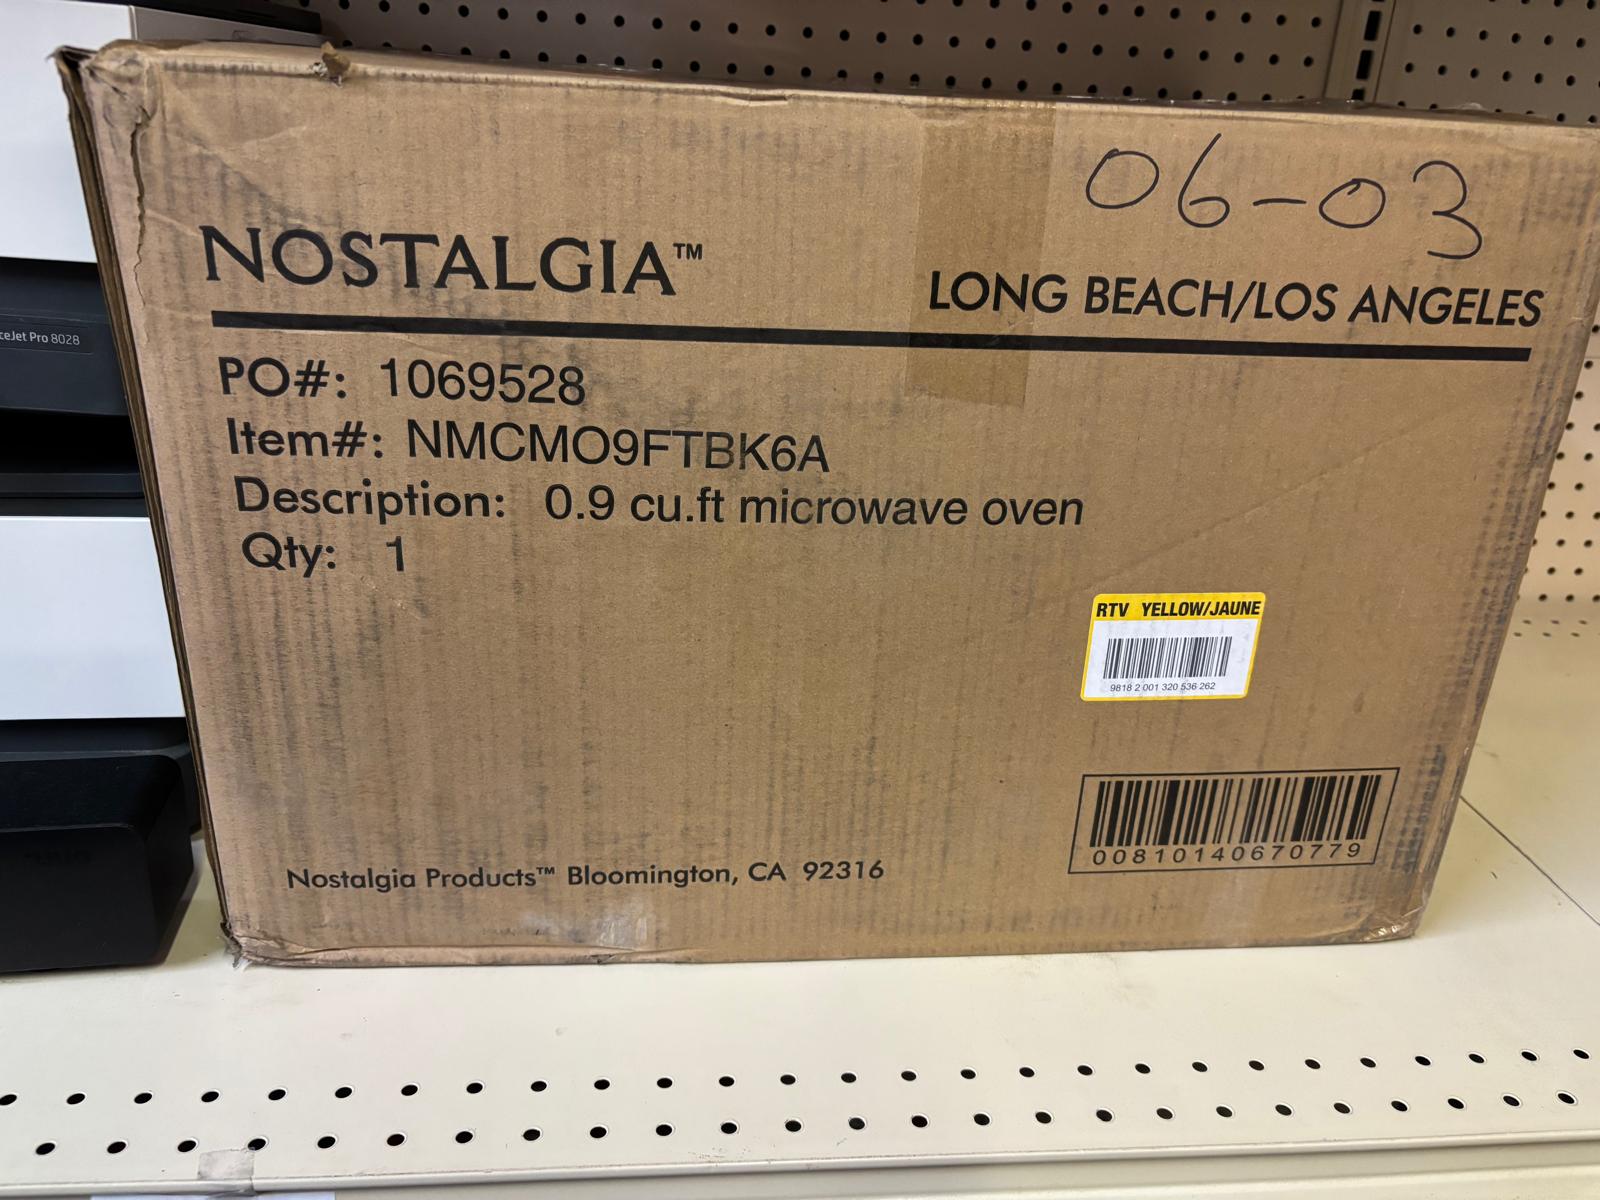 06-03
NOSTALGIA™
LONG BEACH/LOS ANGELES
PO#: 1069528
Item#: NMCMO9FTBK6A
Description: 0.9 cu.ft microwave oven
Qty: 1
RTV YELLOW/JAUNE
9818 2 001 320 536 262
00810140670779
Nostalgia Products™ Bloomington, CA 92316
ceJet Pro 8028